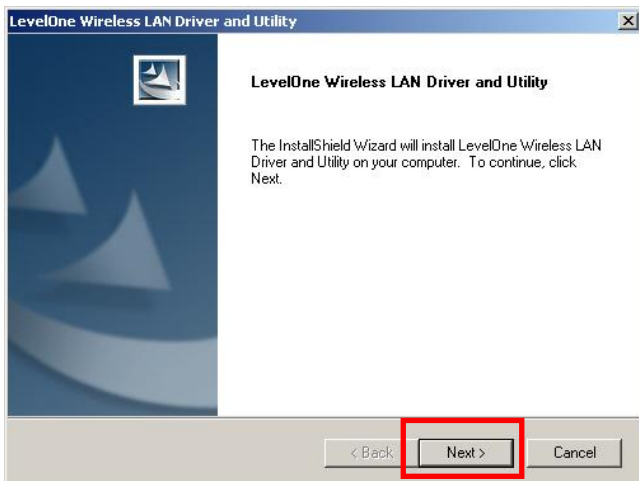 LevelOne Wireless LAN Driver and Utility
LevelOne Wireless LAN Driver and Utility
The InstallShield Wizard will install LevelOne Wireless LAN
Driver and Utility on your computer. To continue, click
Next.
< Back
Next >
Cancel